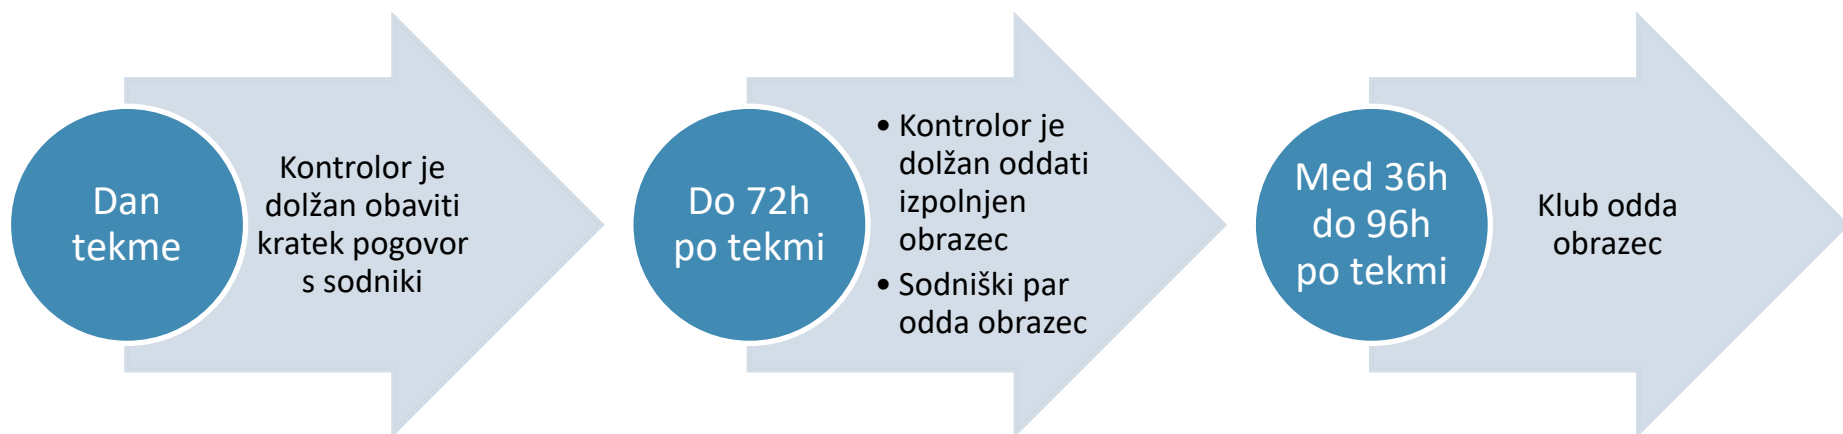 Dan
tekme
Kontrolor je
dolžan obaviti
kratek pogovor
s sodniki
Do 72h
po tekmi
• Kontrolor je
dolžan oddati
izpolnjen
obrazec
• Sodniški par
odda obrazec
Med 36h
do 96h
po tekmi
Klub odda
obrazec